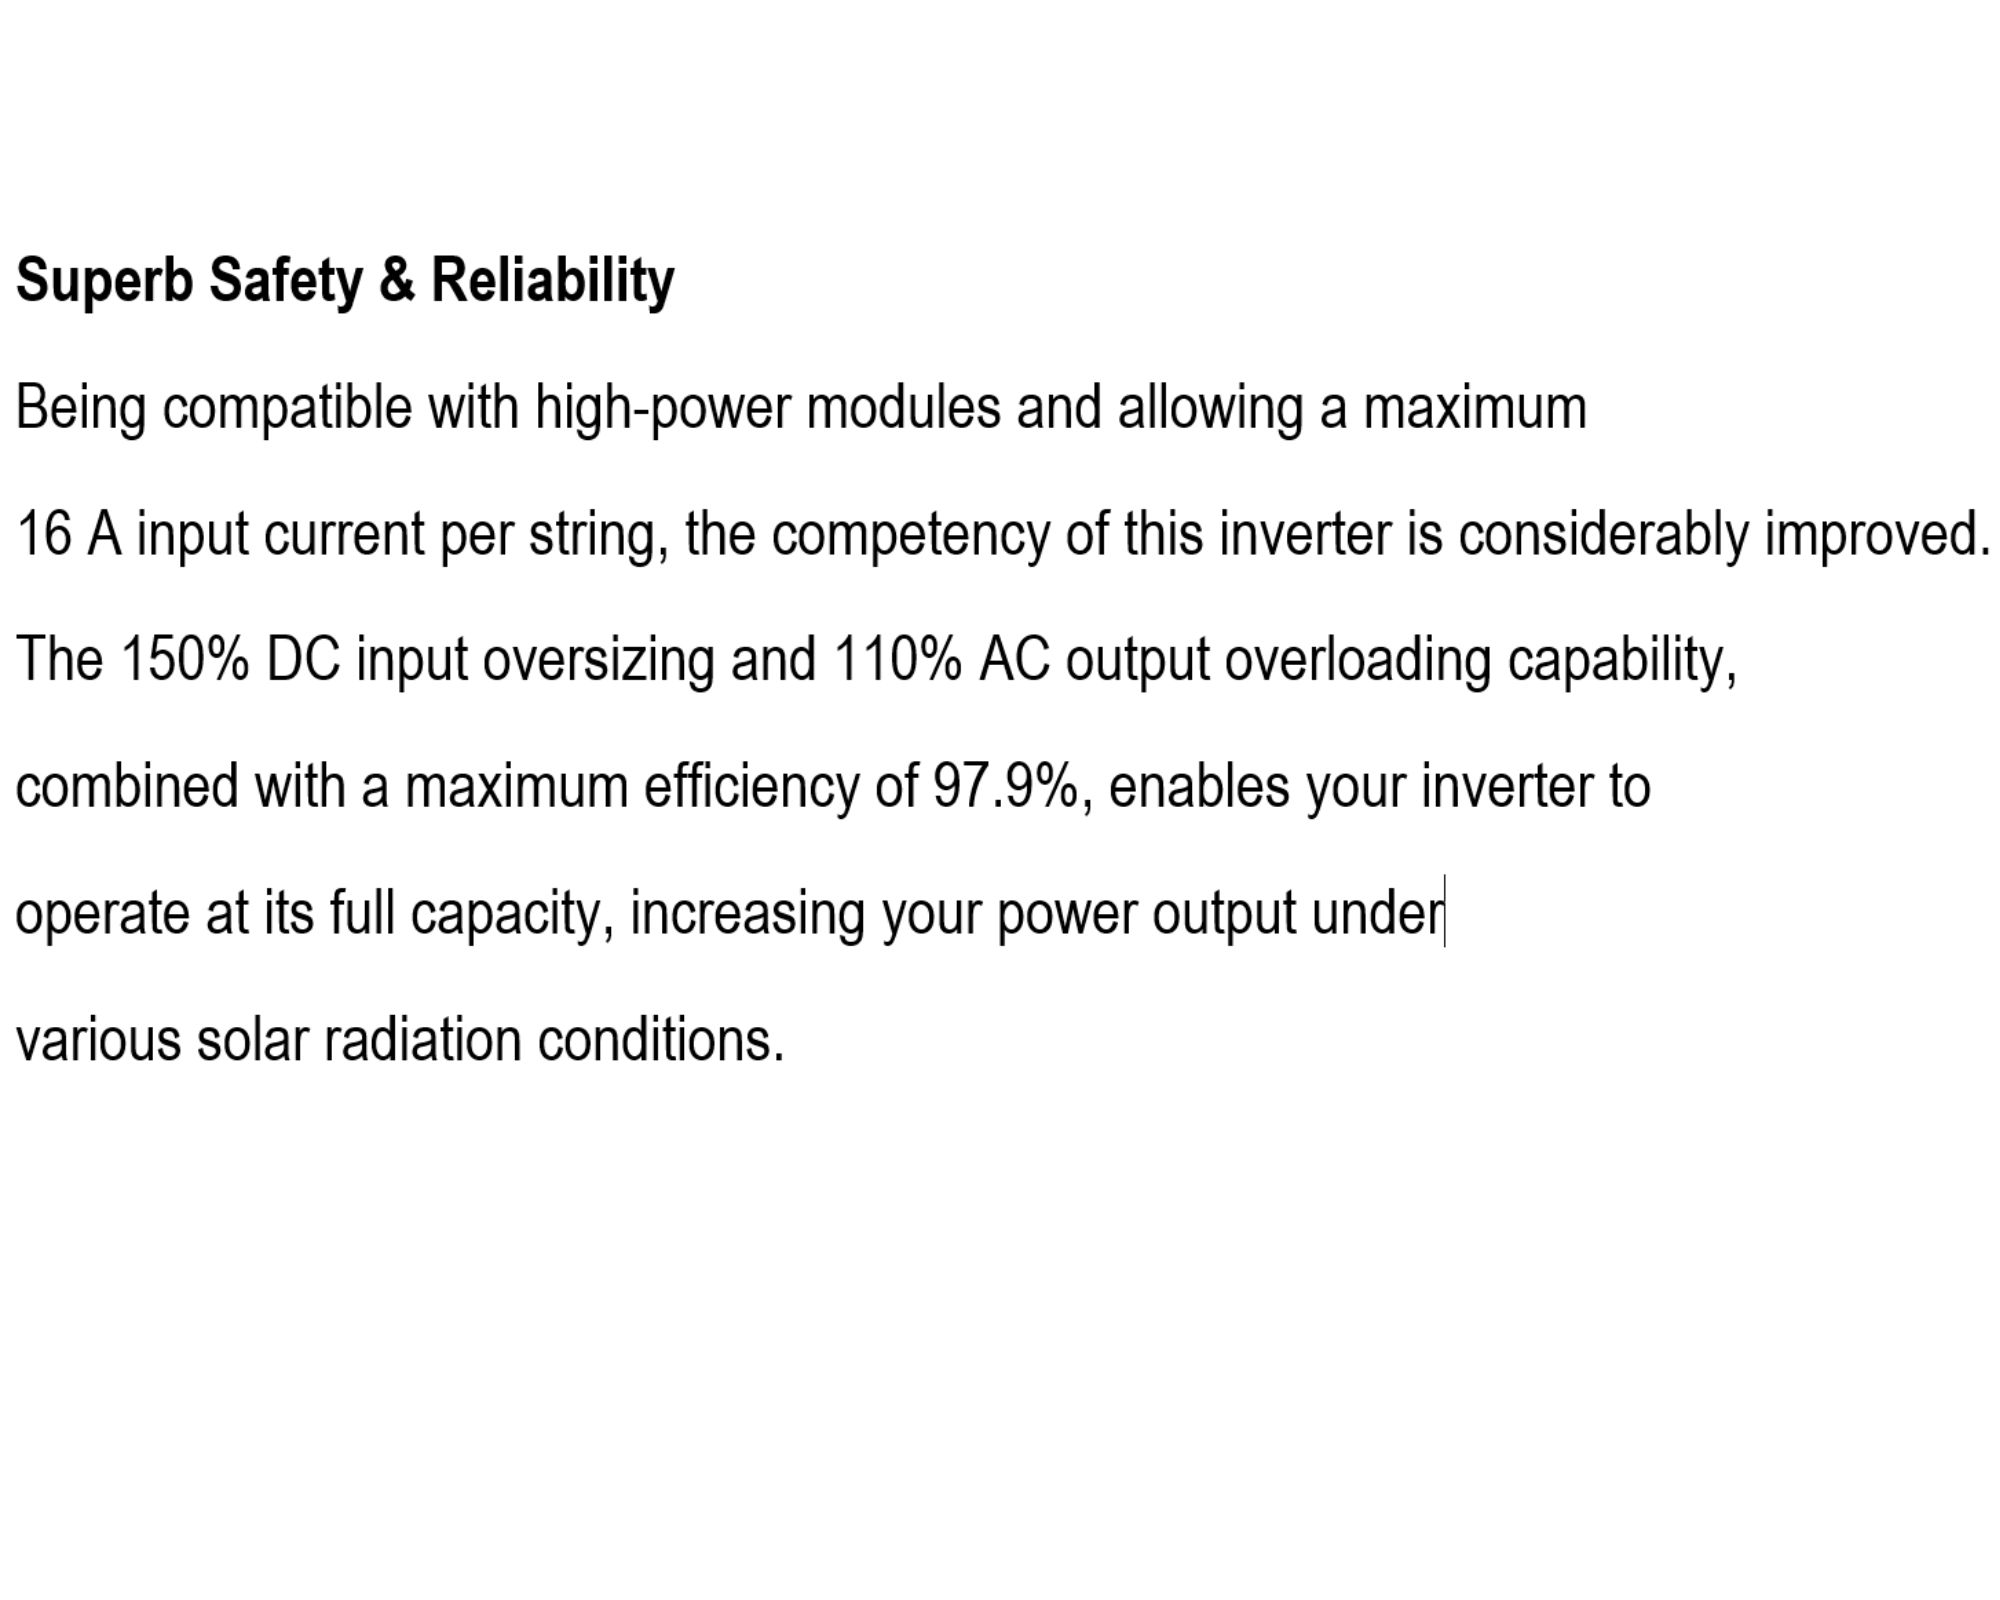 Superb Safety & Reliability
Being compatible with high-power modules and allowing a maximum
16 A input current per string, the competency of this inverter is considerably improved.
The 150% DC input oversizing and 110% AC output overloading capability,
combined with a maximum efficiency of 97.9%, enables your inverter to
operate at its full capacity, increasing your power output under
various solar radiation conditions.